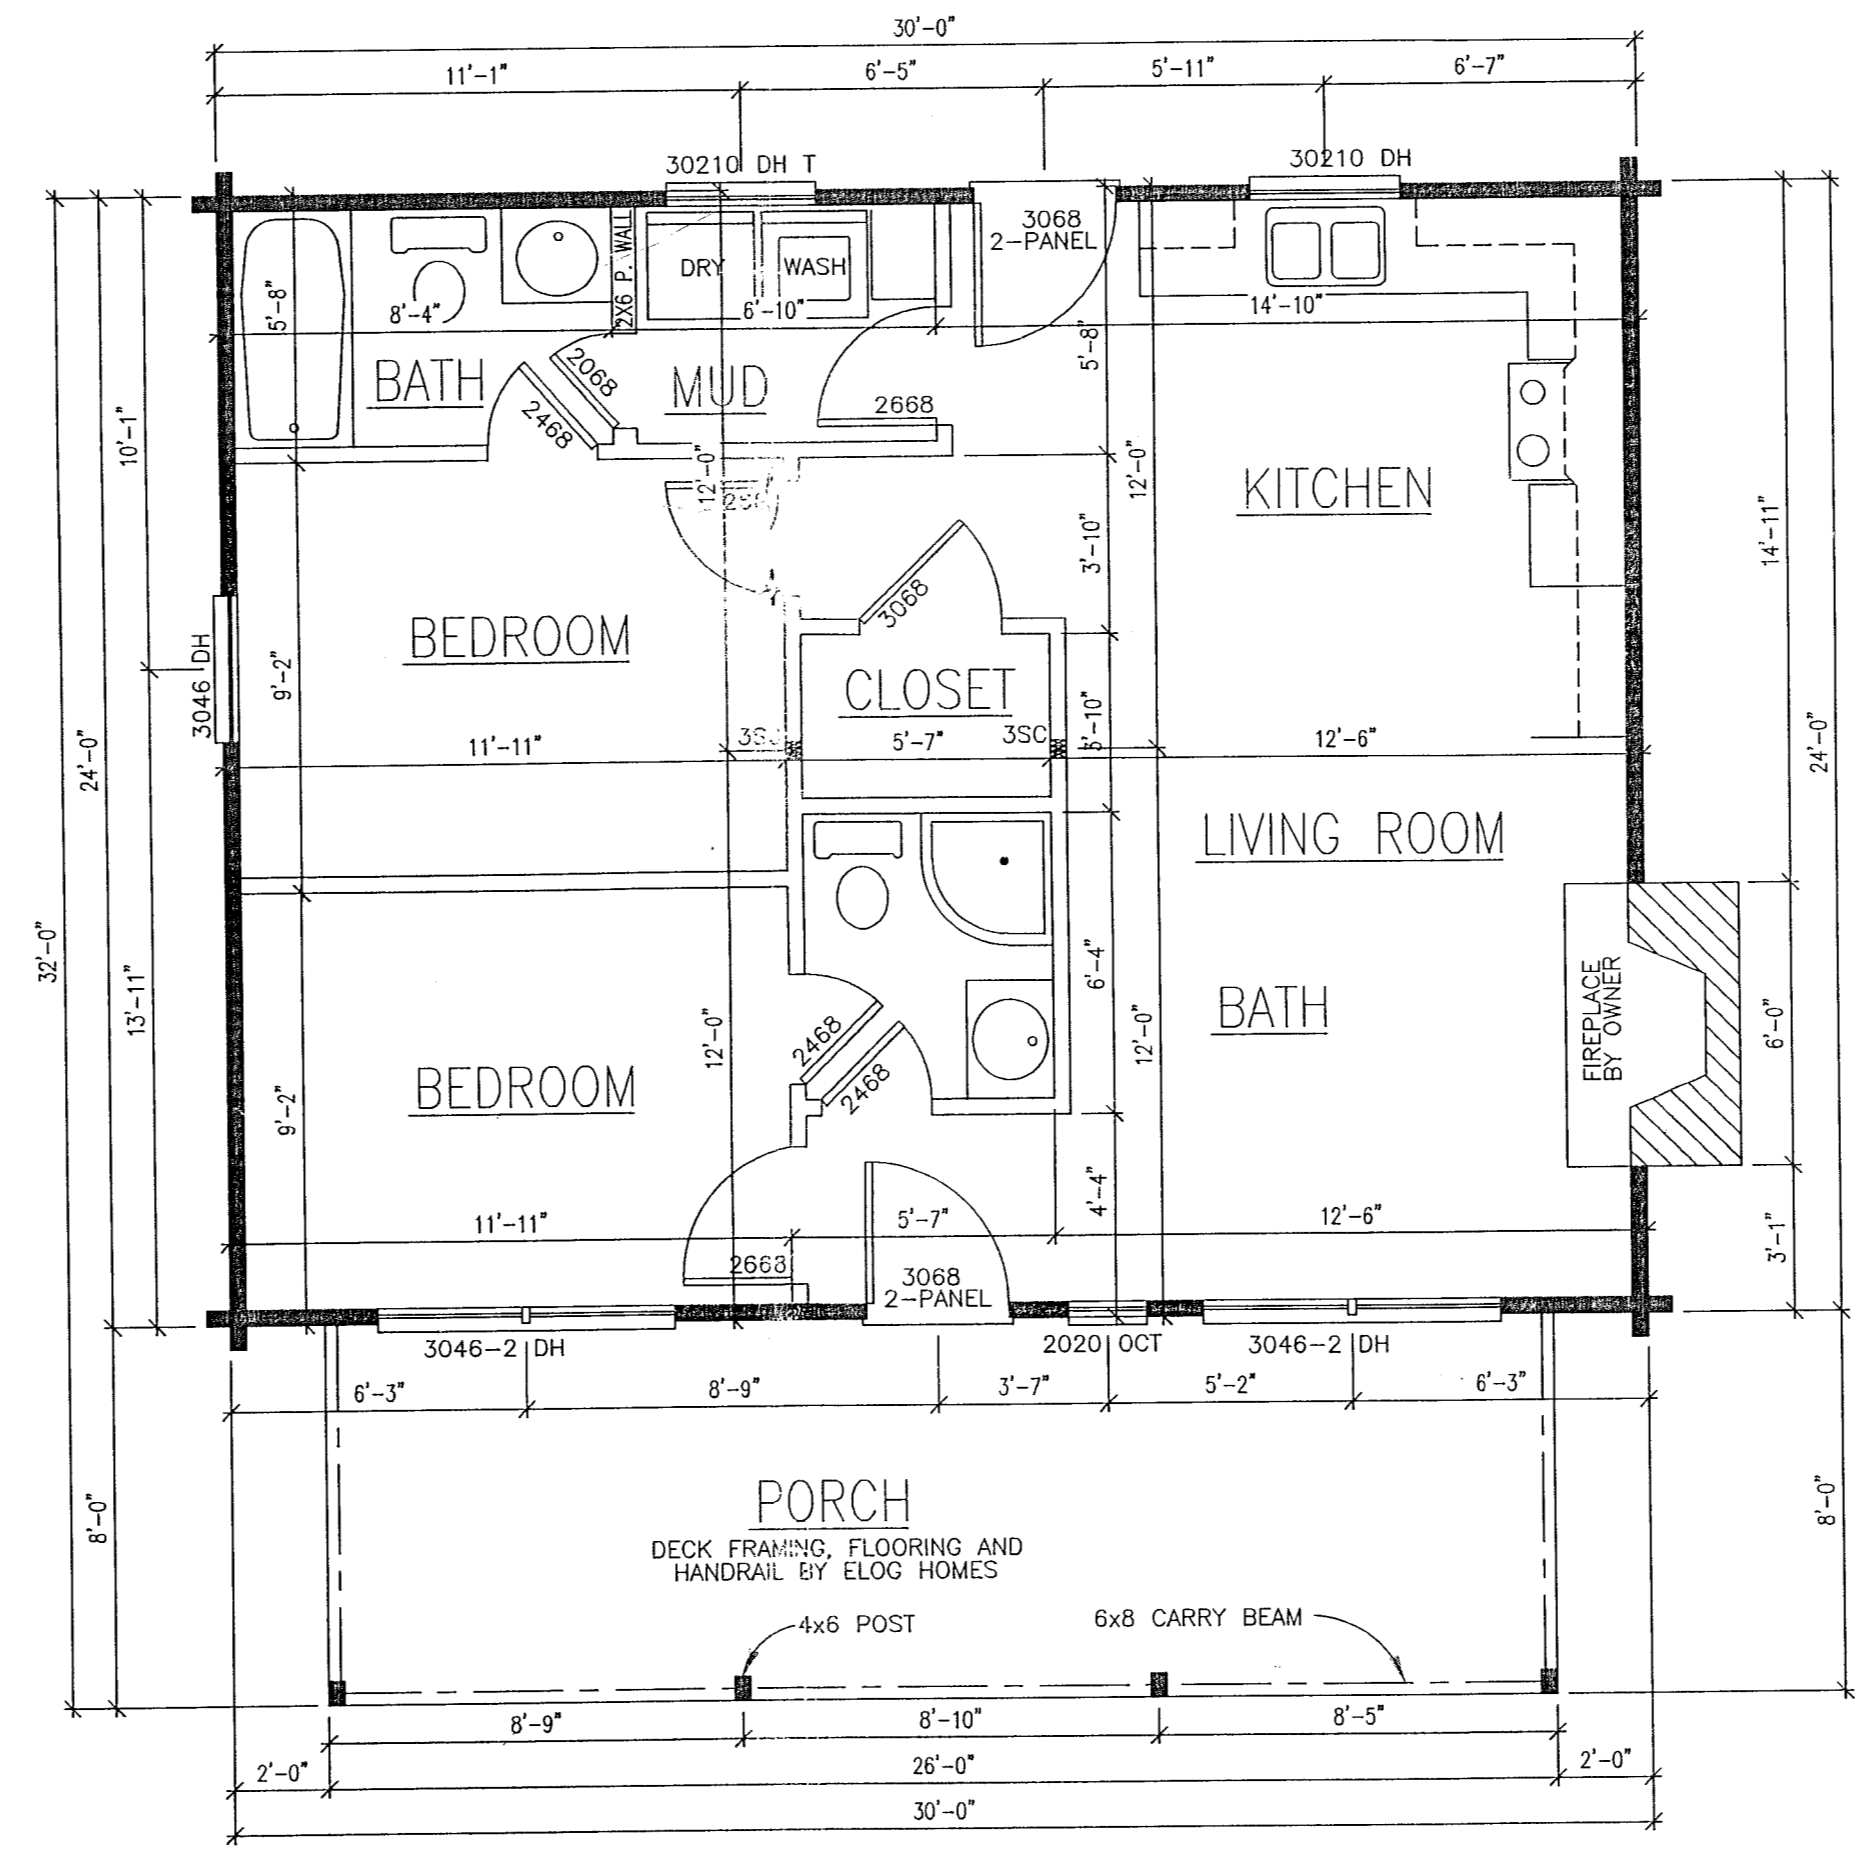 30'-0"
11'-1" 6'-5" 5'-11" 6'-7"
30210 DH T
30210 DH
3068
2-PANEL
2X6 P. WALL
DRY
WASH
5'-8"
8'-4"
6'-10"
14'-10"
5'-8"
BATH
2068
2468
MUD
2668
10'-1"
12'-0"
12'-0"
KITCHEN
14'-11"
3'-10"
3068
BEDROOM
3046 DH
9'-2"
CLOSET
3'-10"
11'-11"
5'-7"
3SC
12'-6"
24'-0"
24'-0"
LIVING ROOM
32'-0"
13'-11"
6'-4"
BATH
FIREPLACE
BY OWNER
6'-0"
12'-0"
12'-0"
2468
2468
BEDROOM
9'-2"
4'-4"
11'-11"
5'-7"
12'-6"
3'-1"
2668
3068
2-PANEL
3046-2 DH
2020 OCT
3046-2 DH
6'-3" 8'-9" 3'-7" 5'-2" 6'-3"
8'-0"
8'-0"
PORCH
DECK FRAMING, FLOORING AND
HANDRAIL BY ELOG HOMES
4x6 POST
6x8 CARRY BEAM
8'-9" 8'-10" 8'-5"
2'-0" 26'-0" 2'-0"
30'-0"